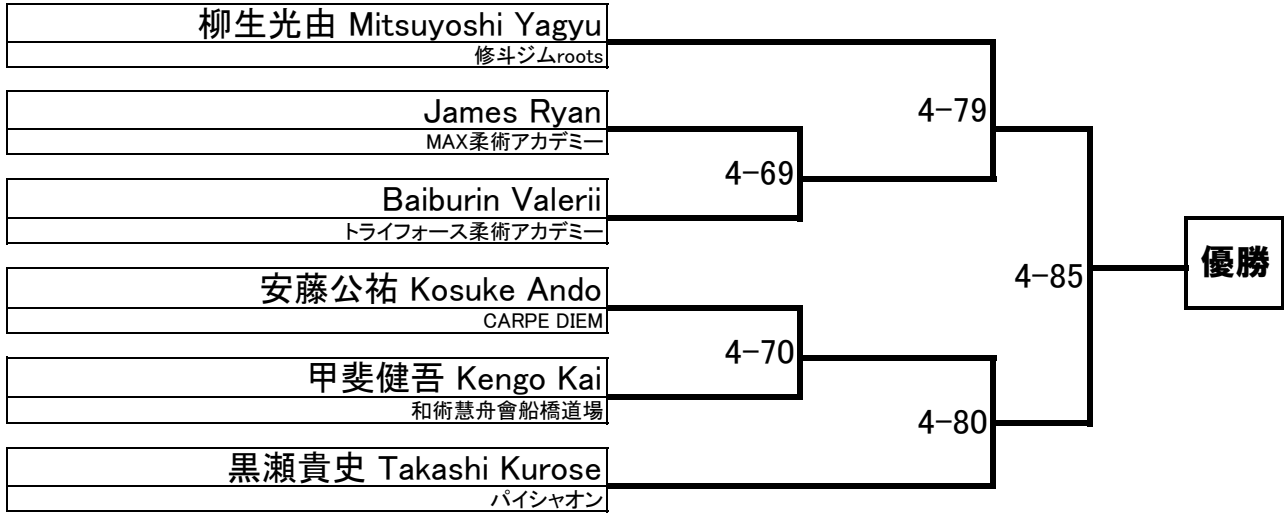 柳生光由 Mitsuyoshi Yagyu
修斗ジムroots
James Ryan
MAX柔術アカデミー
4-79
4-69
Baiburin Valerii
トライフォース柔術アカデミー
優勝
4-85
安藤公祐 Kosuke Ando
CARPE DIEM
4-70
甲斐健吾 Kengo Kai
和術慧舟會船橋道場
4-80
黒瀬貴史 Takashi Kurose
パイシャオン